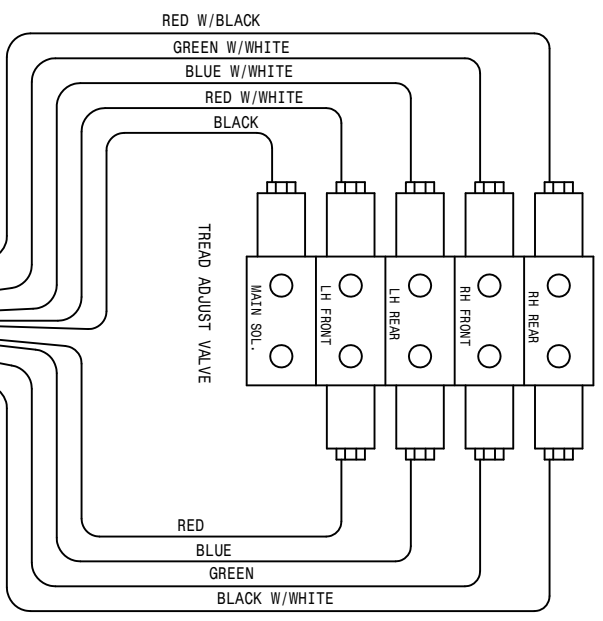 RED W/BLACK
GREEN W/WHITE
BLUE W/WHITE
RED W/WHITE
BLACK
TREAD ADJUST VALVE
MAIN SOL.
LH FRONT
LH REAR
RH FRONT
RH REAR
RED
BLUE
GREEN
BLACK W/WHITE